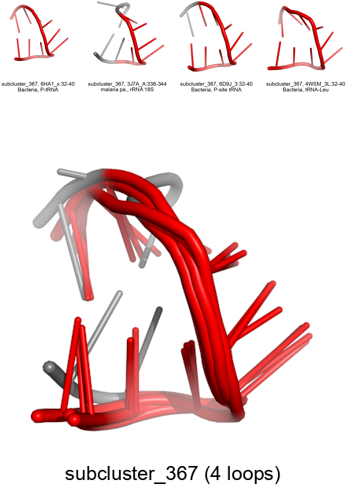 subcluster_367, 6HA1_x:32-40
Bacteria, P-tRNA
subcluster_367, 3J7A_A:336-344
malaria pa., rRNA 18S
subcluster_367, 6D9J_3:32-40
Bacteria, P-site tRNA
subcluster_367, 4WSM_3L:32-40
Bacteria, tRNA-Leu
subcluster_367 (4 loops)